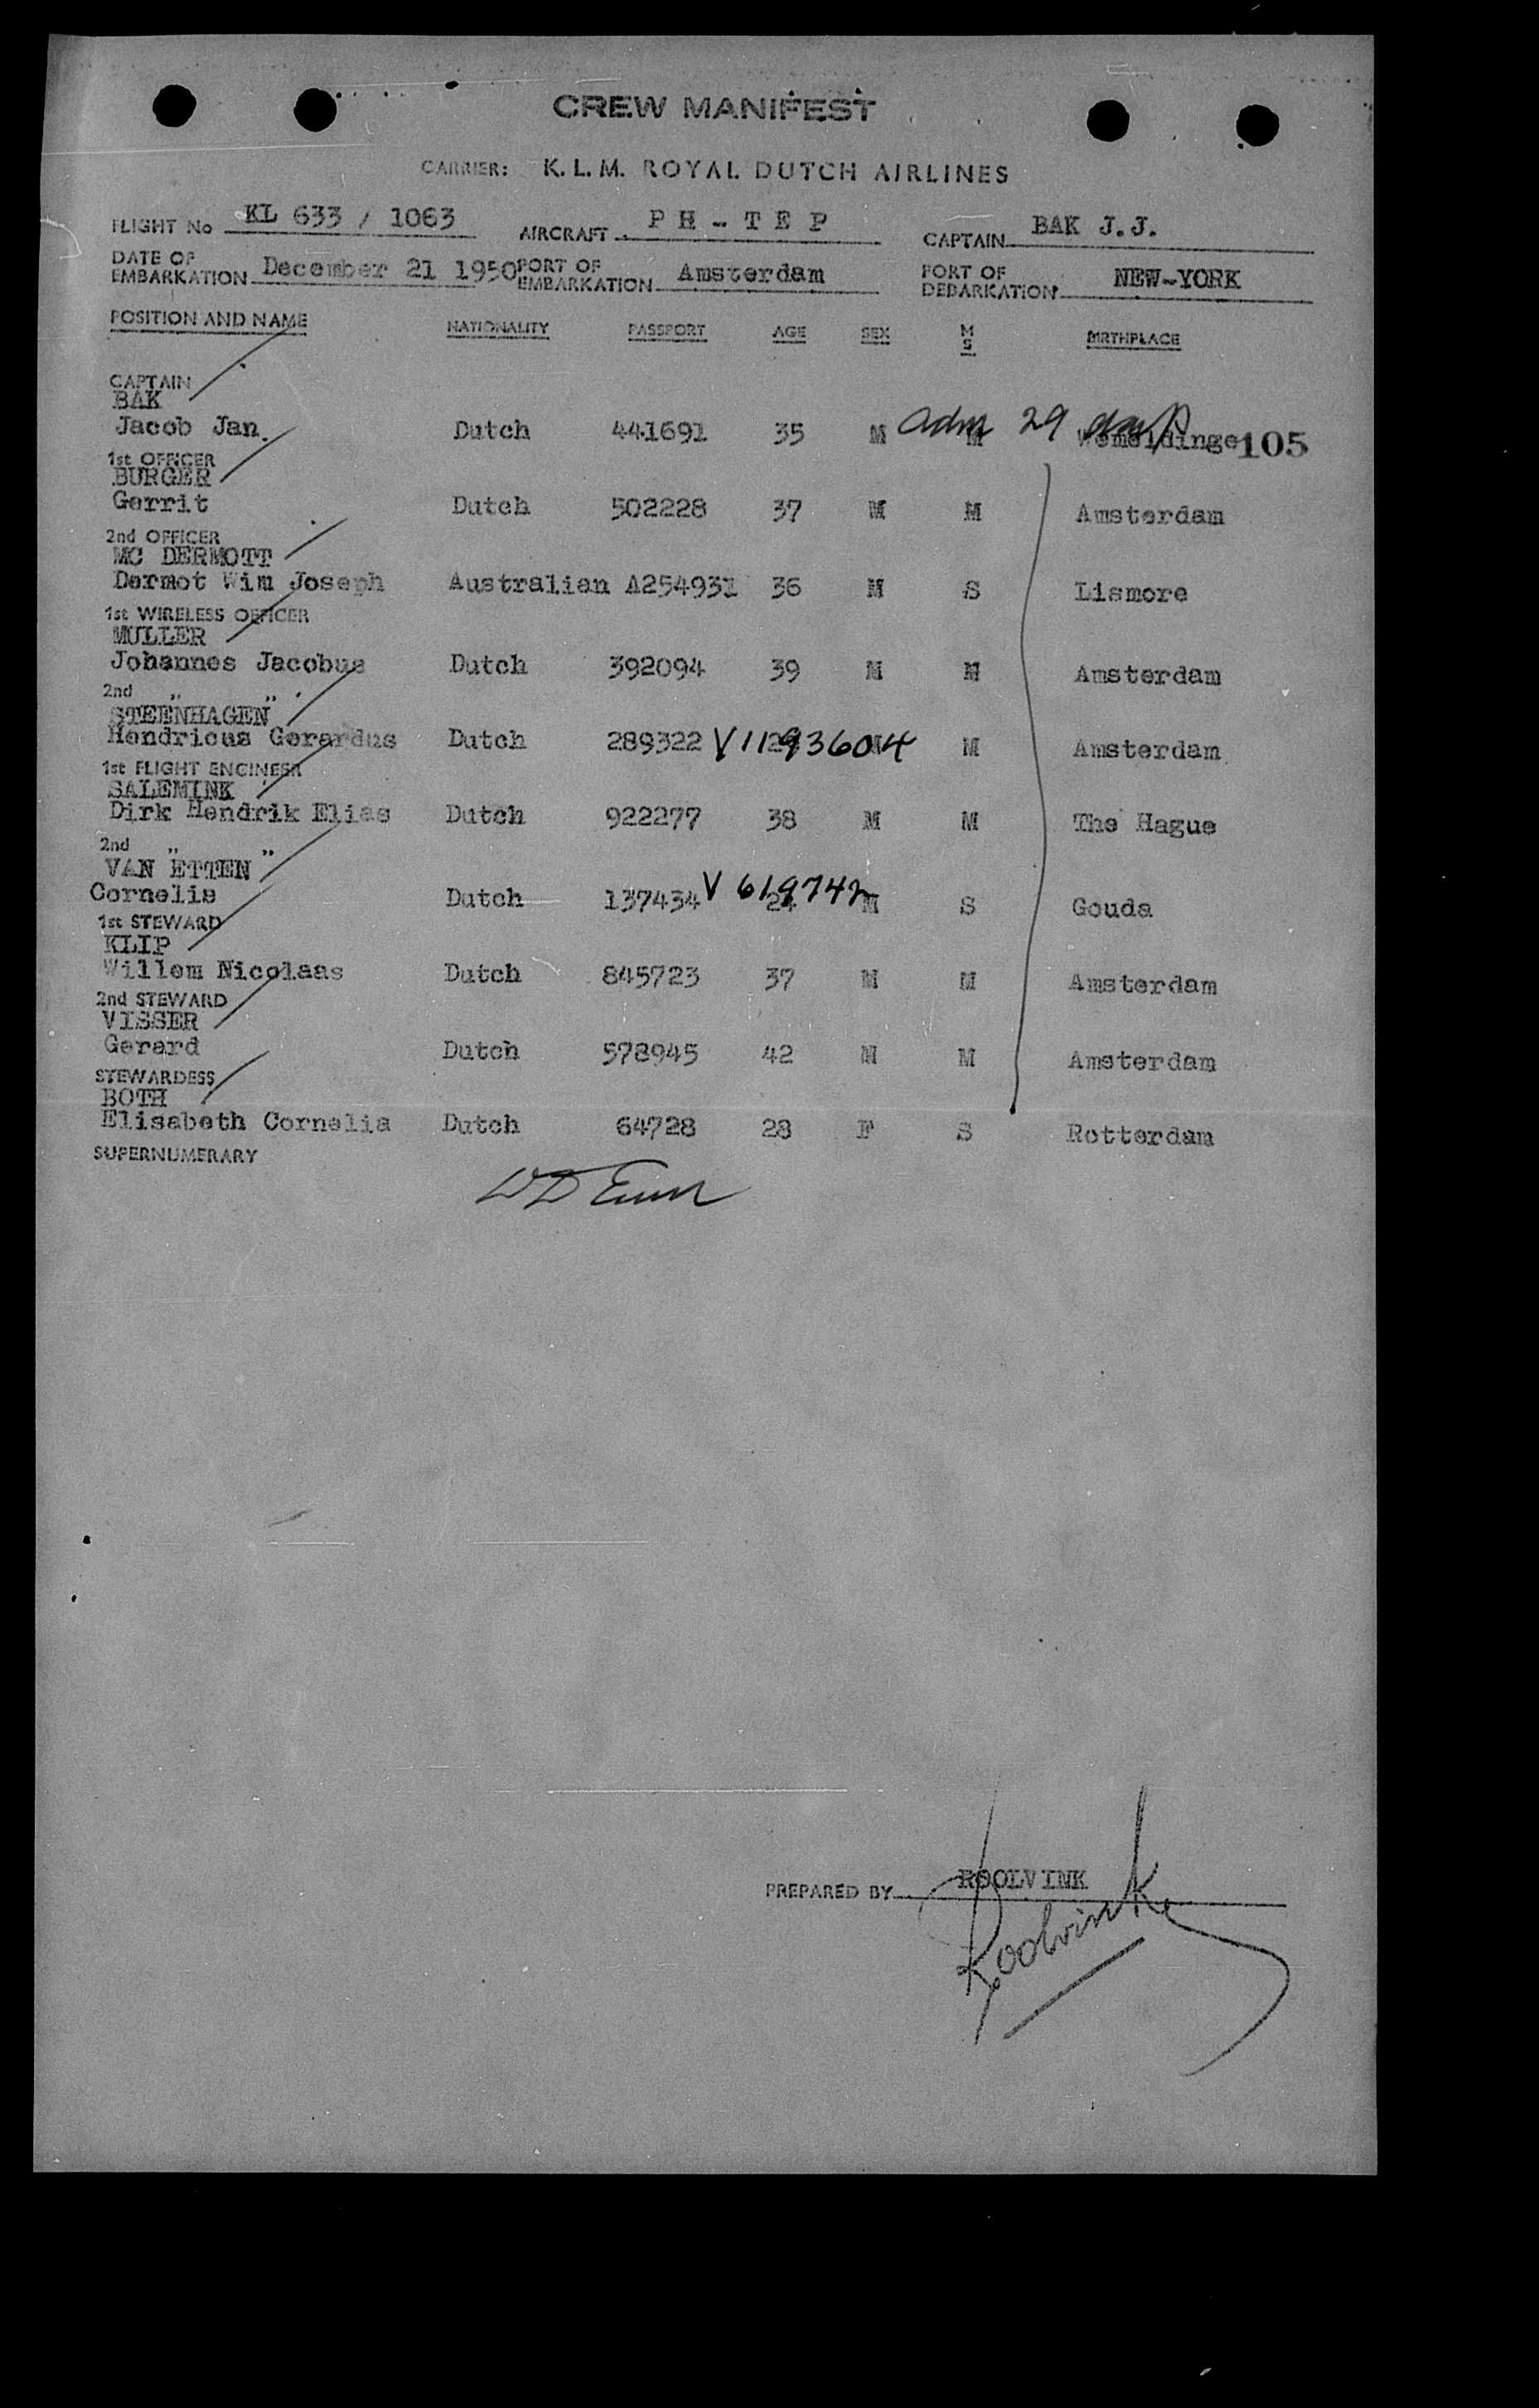 CREW MANIFEST
CARRIER: K. L. M. ROYAL DUTCH AIRLINES
FLIGHT No KL 633 / 1063 AIRCRAFT PH-TEP CAPTAIN BAK J.J.
DATE OF EMBARKATION December 21 1950 PORT OF EMBARKATION Amsterdam PORT OF DEBARKATION NEW-YORK
POSITION AND NAME NATIONALITY PASSPORT AGE SEX M S BIRTHPLACE
CAPTAIN
BAK
Jacob Jan. Dutch 441691 35 M M Wemeldinge 105
adm 29 days
1st OFFICER
BURGER
Gerrit Dutch 502228 37 M M Amsterdam
2nd OFFICER
MC DERMOTT
Dermot Wim Joseph Australian A254931 36 M S Lismore
1st WIRELESS OFFICER
MULLER
Johannes Jacobus Dutch 392094 39 M M Amsterdam
2nd " "
STEENHAGEN
Hendricus Gerardus Dutch 289322 V1193604 M Amsterdam
1st FLIGHT ENGINEER
SALEMINK
Dirk Hendrik Elias Dutch 922277 38 M M The Hague
2nd " "
VAN ETTEN
Cornelis Dutch 137434 V 619742 24 M S Gouda
1st STEWARD
KLIP
Willem Nicolaas Dutch 845723 37 M M Amsterdam
2nd STEWARD
VISSER
Gerard Dutch 578945 42 M M Amsterdam
STEWARDESS
BOTH
Elisabeth Cornelia Dutch 64728 28 F S Rotterdam
SUPERNUMERARY
PREPARED BY ROOLVINK
Roolvink